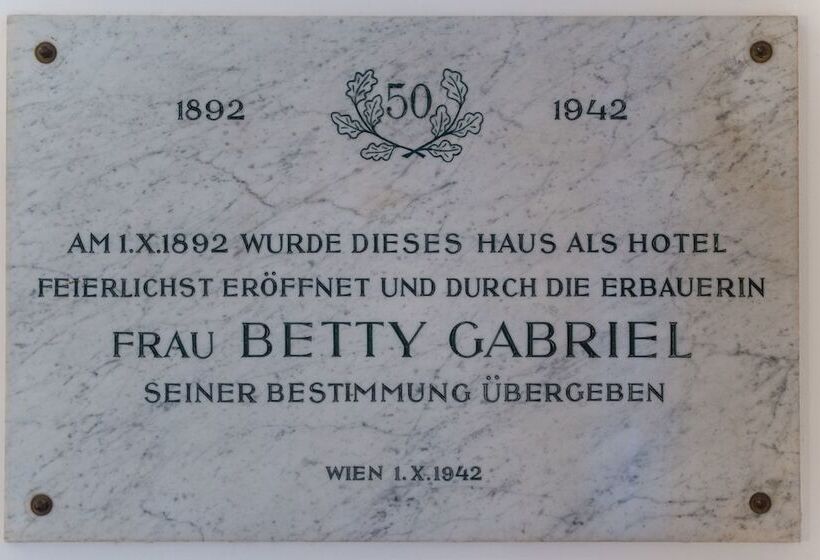 1892 50 1942
AM 1.X.1892 WURDE DIESES HAUS ALS HOTEL
FEIERLICHST ERÖFFNET UND DURCH DIE ERBAUERIN
FRAU BETTY GABRIEL
SEINER BESTIMMUNG ÜBERGEBEN
WIEN 1.X.1942